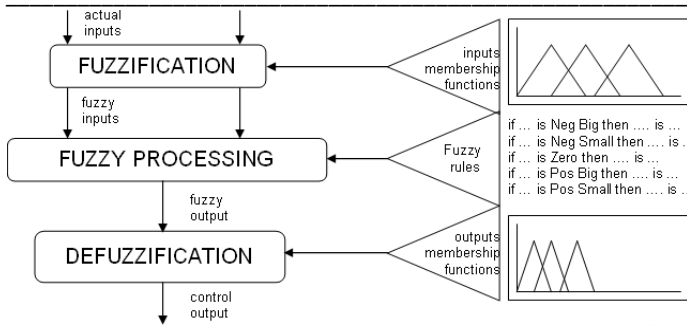 actual
inputs
FUZZIFICATION
inputs
membership
functions
fuzzy
inputs
if ... is Neg Big then .... is ...
if ... is Neg Small then .... is ..
if ... is Zero then .... is ...
if ... is Pos Big then .... is ...
if ... is Pos Small then .... is ..
FUZZY PROCESSING
Fuzzy
rules
fuzzy
output
DEFUZZIFICATION
outputs
membership
functions
control
output